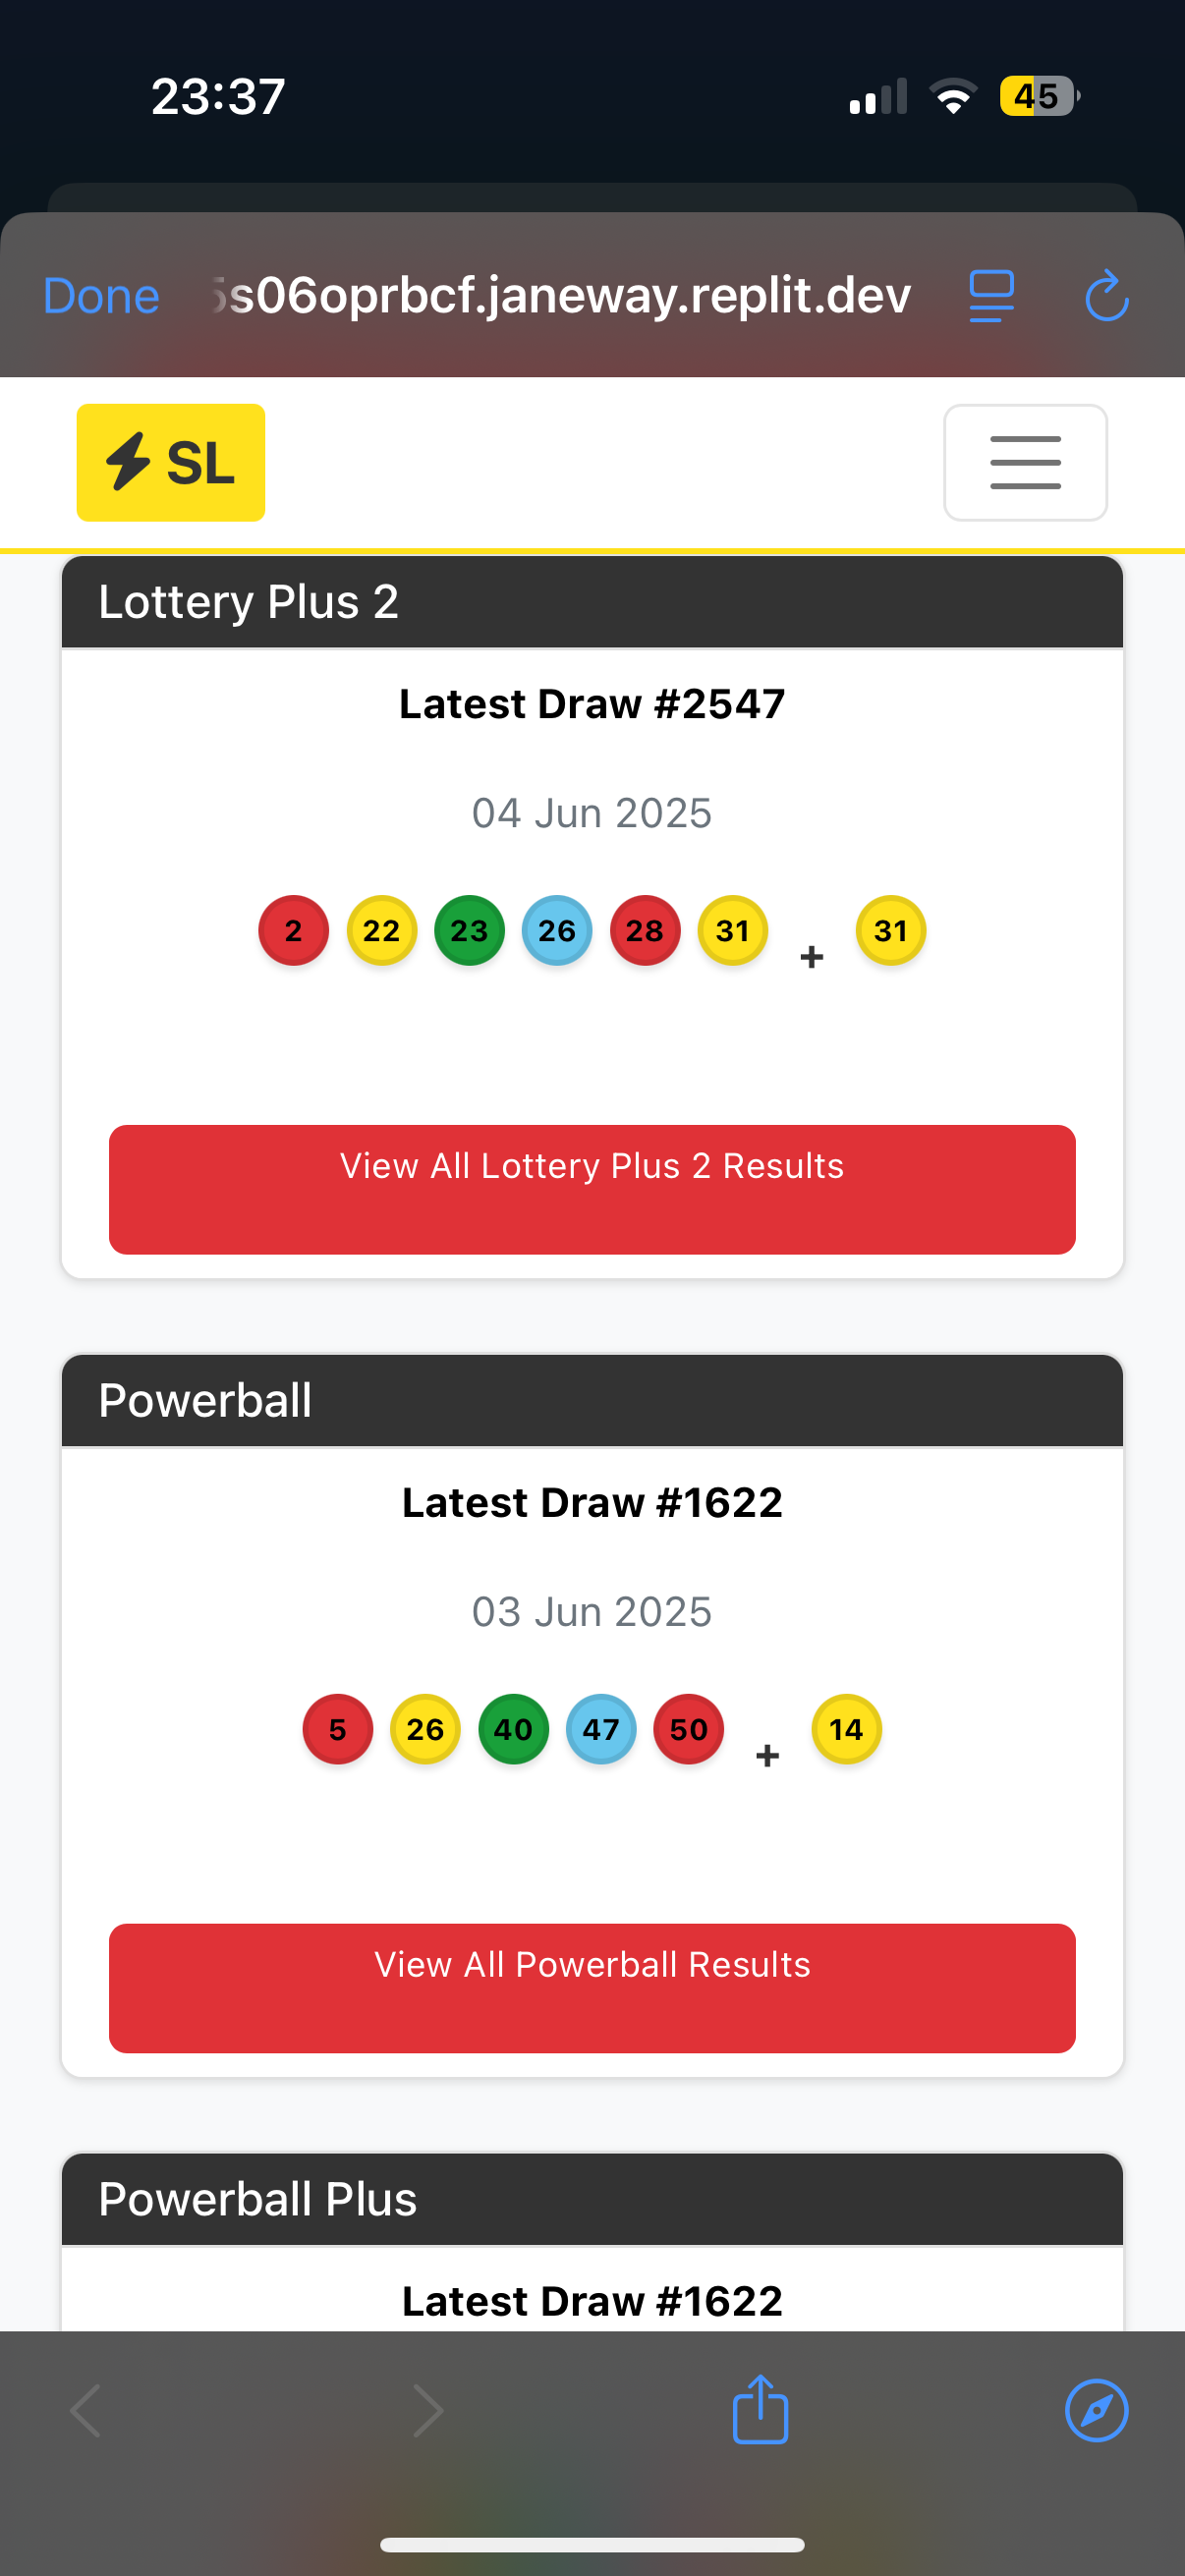 23:37
45
Done
5s06oprbcf.janeway.replit.dev
SL
Lottery Plus 2
Latest Draw #2547
04 Jun 2025
2 22 23 26 28 31 + 31
View All Lottery Plus 2 Results
Powerball
Latest Draw #1622
03 Jun 2025
5 26 40 47 50 + 14
View All Powerball Results
Powerball Plus
Latest Draw #1622